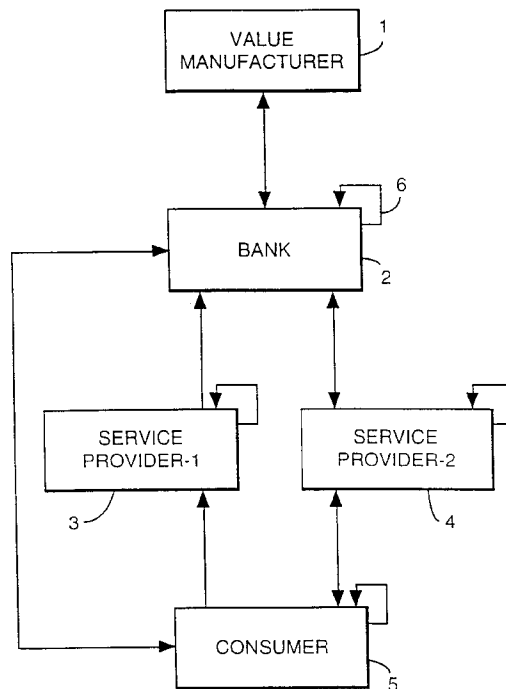 1
VALUE
MANUFACTURER
6
BANK
2
SERVICE
PROVIDER-1
SERVICE
PROVIDER-2
3
4
CONSUMER
5